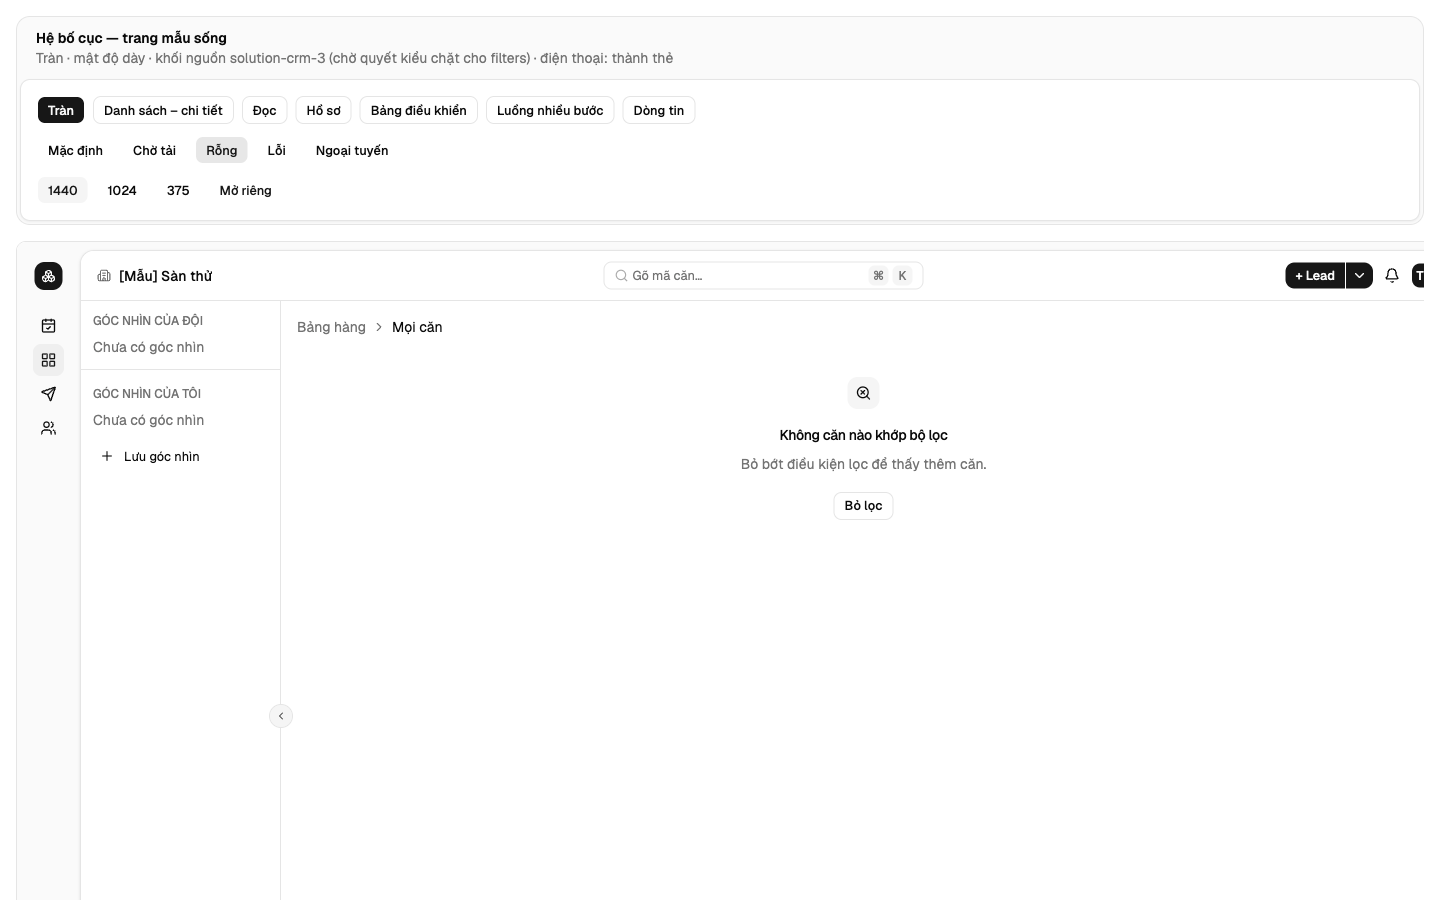 Hệ bố cục — trang mẫu sống
Tràn · mật độ dày · khối nguồn solution-crm-3 (chờ quyết kiểu chặt cho filters) · điện thoại: thành thẻ
Tràn Danh sách – chi tiết Đọc Hồ sơ Bảng điều khiển Luồng nhiều bước Dòng tin
Mặc định Chờ tải Rỗng Lỗi Ngoại tuyến
1440 1024 375 Mở riêng
[Mẫu] Sàn thử Gõ mã căn... ⌘ K + Lead
GÓC NHÌN CỦA ĐỘI
Chưa có góc nhìn
GÓC NHÌN CỦA TÔI
Chưa có góc nhìn
Lưu góc nhìn
Bảng hàng Mọi căn
Không căn nào khớp bộ lọc
Bỏ bớt điều kiện lọc để thấy thêm căn.
Bỏ lọc